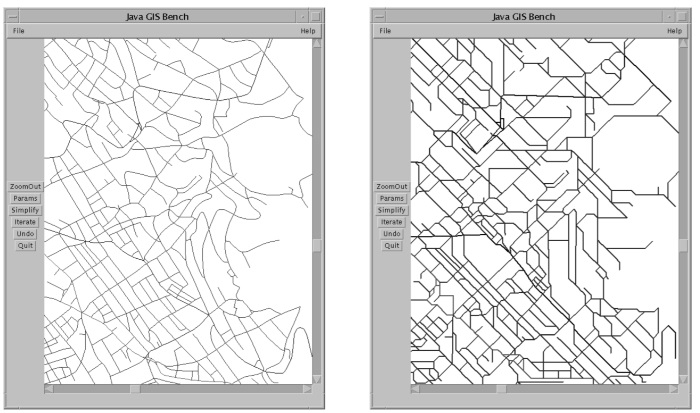 Java GIS Bench
File
Help
ZoomOut
Params
Simplify
Iterate
Undo
Quit
Java GIS Bench
File
Help
ZoomOut
Params
Simplify
Iterate
Undo
Quit